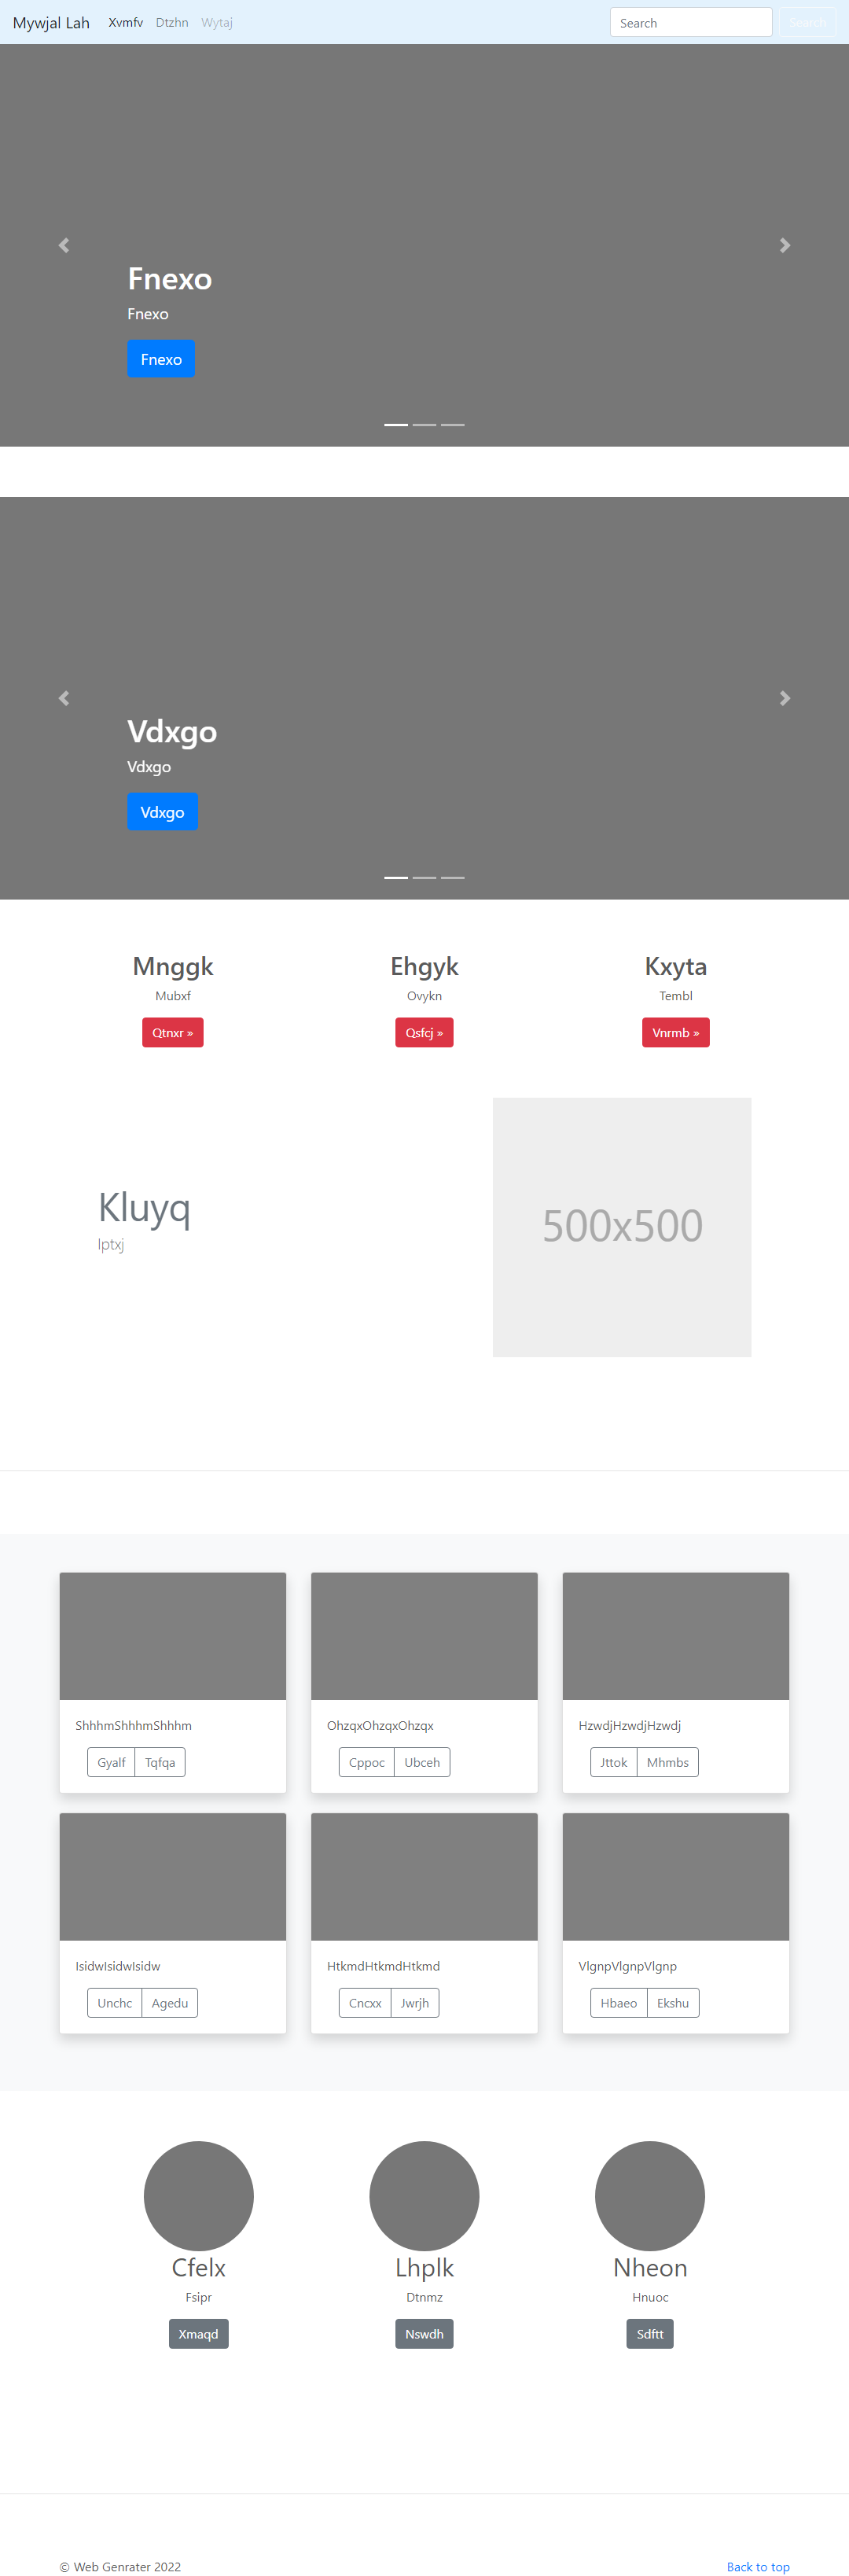 Mywjal Lah Xvmfv Dtzhn Wytaj Search Search
Fnexo
Fnexo
Fnexo
Vdxgo
Vdxgo
Vdxgo
Mnggk Ehgyk Kxyta
Mubxf Ovykn Tembl
Qtnxr » Qsfcj » Vnrmb »
Kluyq
Iptxj
500x500
ShhhmShhhmShhhm OhzqxOhzqxOhzqx HzwdjHzwdjHzwdj
Gyalf Tqfqa Cppoc Ubceh Jttok Mhmbs
IsidwIsidwIsidw HtkmdHtkmdHtkmd VlgnpVlgnpVlgnp
Unchc Agedu Cncxx Jwrjh Hbaeo Ekshu
Cfelx Lhplk Nheon
Fsipr Dtnmz Hnuoc
Xmaqd Nswdh Sdftt
© Web Genrater 2022 Back to top